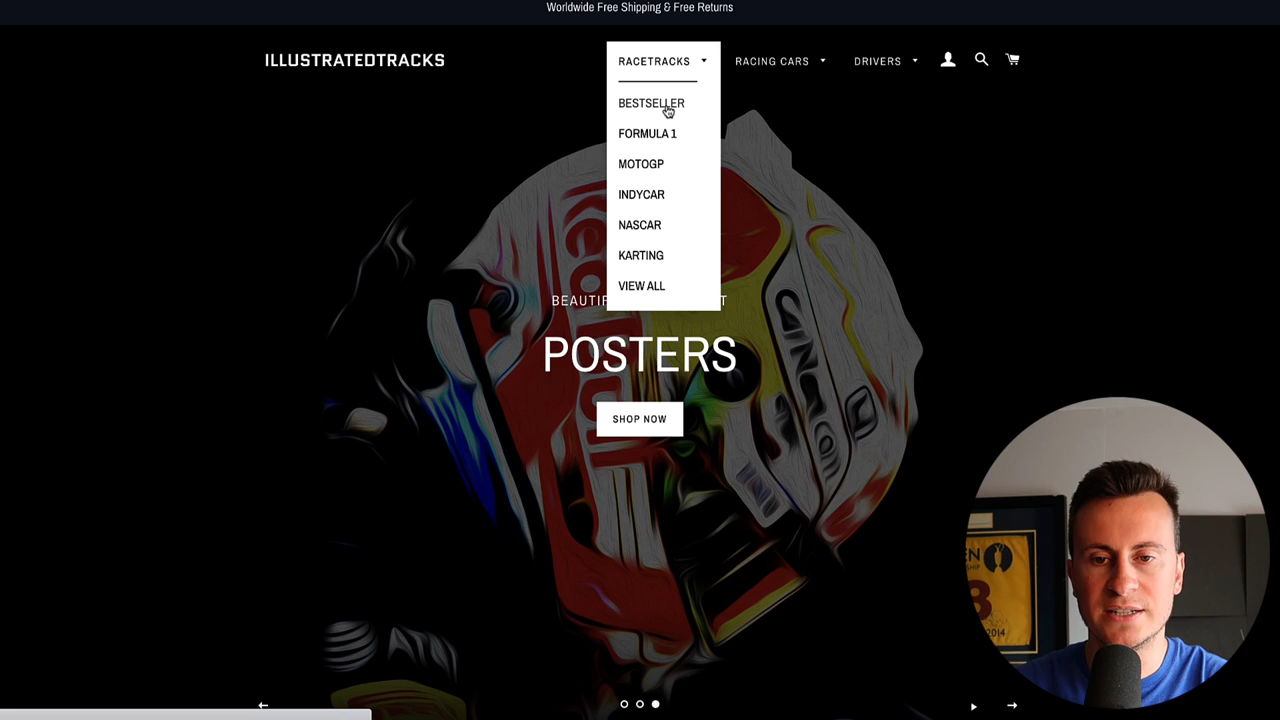 Worldwide Free Shipping & Free Returns
ILLUSTRATEDTRACKS
RACETRACKS
RACING CARS
DRIVERS
BESTSELLER
FORMULA 1
MOTOGP
INDYCAR
NASCAR
KARTING
VIEW ALL
POSTERS
SHOP NOW
2014